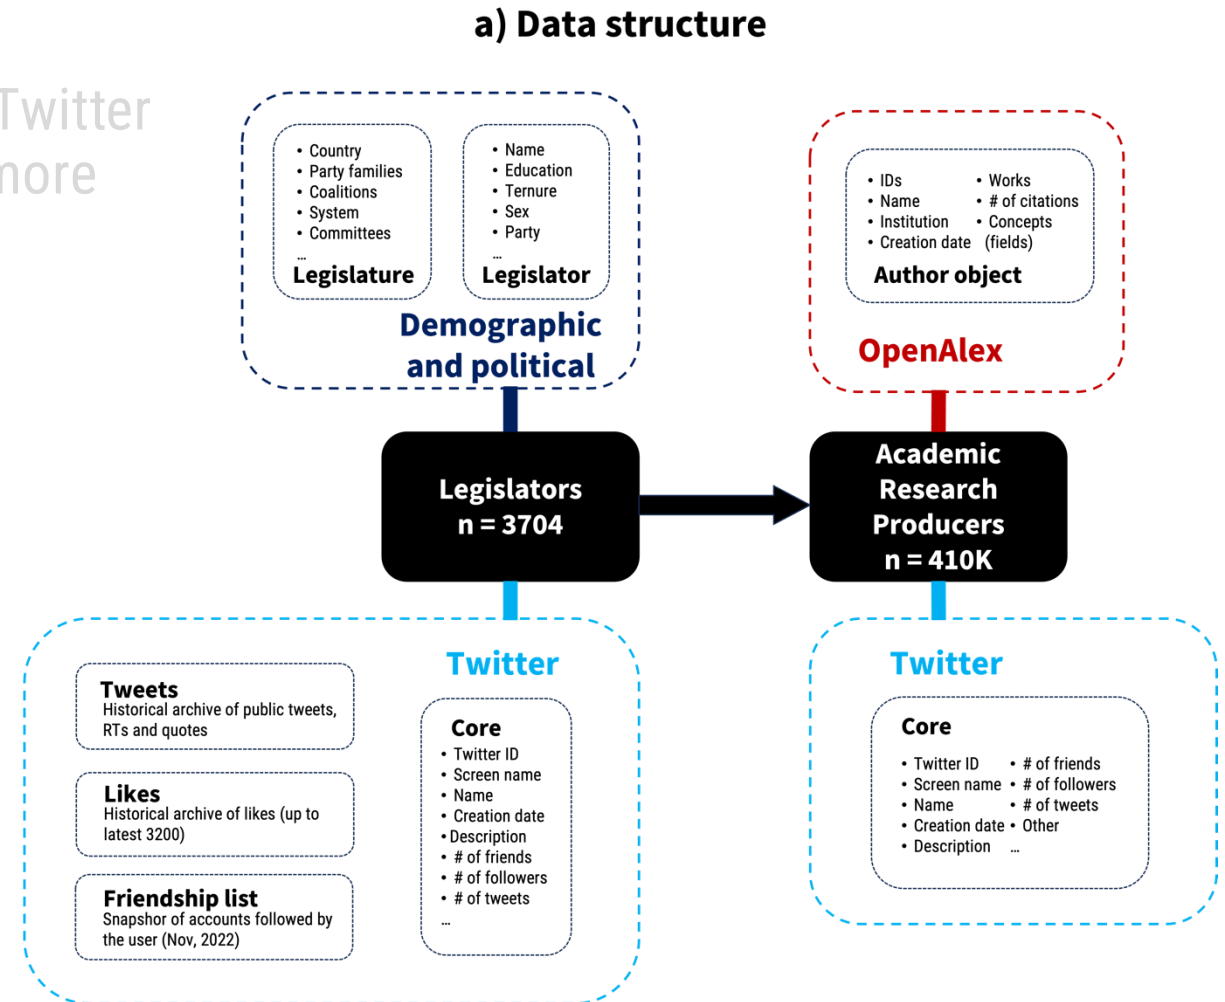 a) Data structure
Twitter
more
• Country
• Party families
• Coalitions
• System
• Committees
...
Legislature
• Name
• Education
• Ternure
• Sex
• Party
...
Legislator
Demographic
and political
• IDs
• Name
• Institution
• Creation date
• Works
• # of citations
• Concepts
(fields)
Author object
OpenAlex
Legislators
n = 3704
Academic
Research
Producers
n = 410K
Twitter
Tweets
Historical archive of public tweets,
RTs and quotes
Likes
Historical archive of likes (up to
latest 3200)
Friendship list
Snapshor of accounts followed by
the user (Nov, 2022)
Core
• Twitter ID
• Screen name
• Name
• Creation date
• Description
• # of friends
• # of followers
• # of tweets
...
Twitter
Core
• Twitter ID
• Screen name
• Name
• Creation date
• Description
• # of friends
• # of followers
• # of tweets
• Other
...